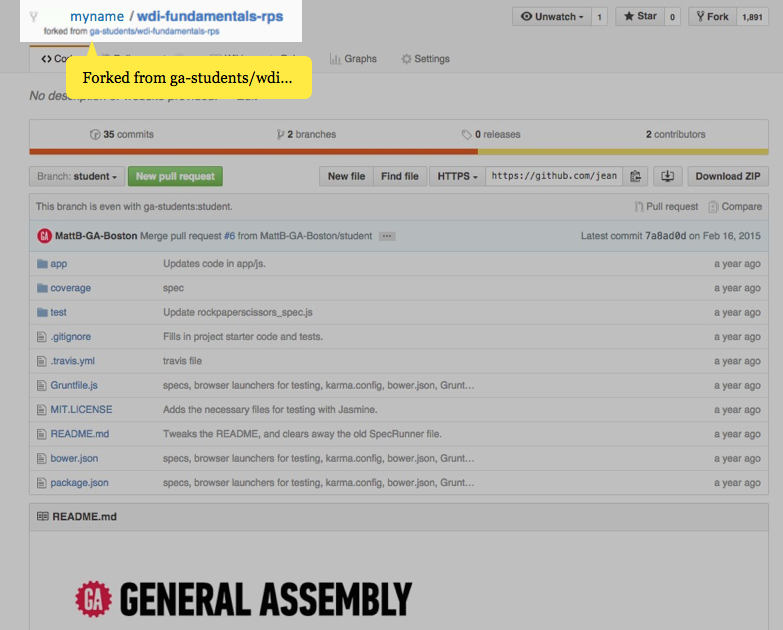 myname / wdi-fundamentals-rps
forked from ga-students/wdi-fundamentals-rps
Unwatch 1 Star 0 Fork 1,891
<> Co Graphs Settings
Forked from ga-students/wdi...
No
35 commits 2 branches 0 releases 2 contributors
Branch: student New pull request New file Find file HTTPS https://github.com/jean Download ZIP
This branch is even with ga-students:student. Pull request Compare
MattB-GA-Boston Merge pull request #6 from MattB-GA-Boston/student ... Latest commit 7a8ad0d on Feb 16, 2015
app Updates code in app/js. a year ago
coverage spec a year ago
test Update rockpaperscissors_spec.js a year ago
.gitignore Fills in project starter code and tests. a year ago
.travis.yml travis file a year ago
Gruntfile.js specs, browser launchers for testing, karma.config, bower.json, Grunt… a year ago
MIT.LICENSE Adds the necessary files for testing with Jasmine. a year ago
README.md Tweaks the README, and clears away the old SpecRunner file. a year ago
bower.json specs, browser launchers for testing, karma.config, bower.json, Grunt… a year ago
package.json specs, browser launchers for testing, karma.config, bower.json, Grunt… a year ago
README.md
GA GENERAL ASSEMBLY